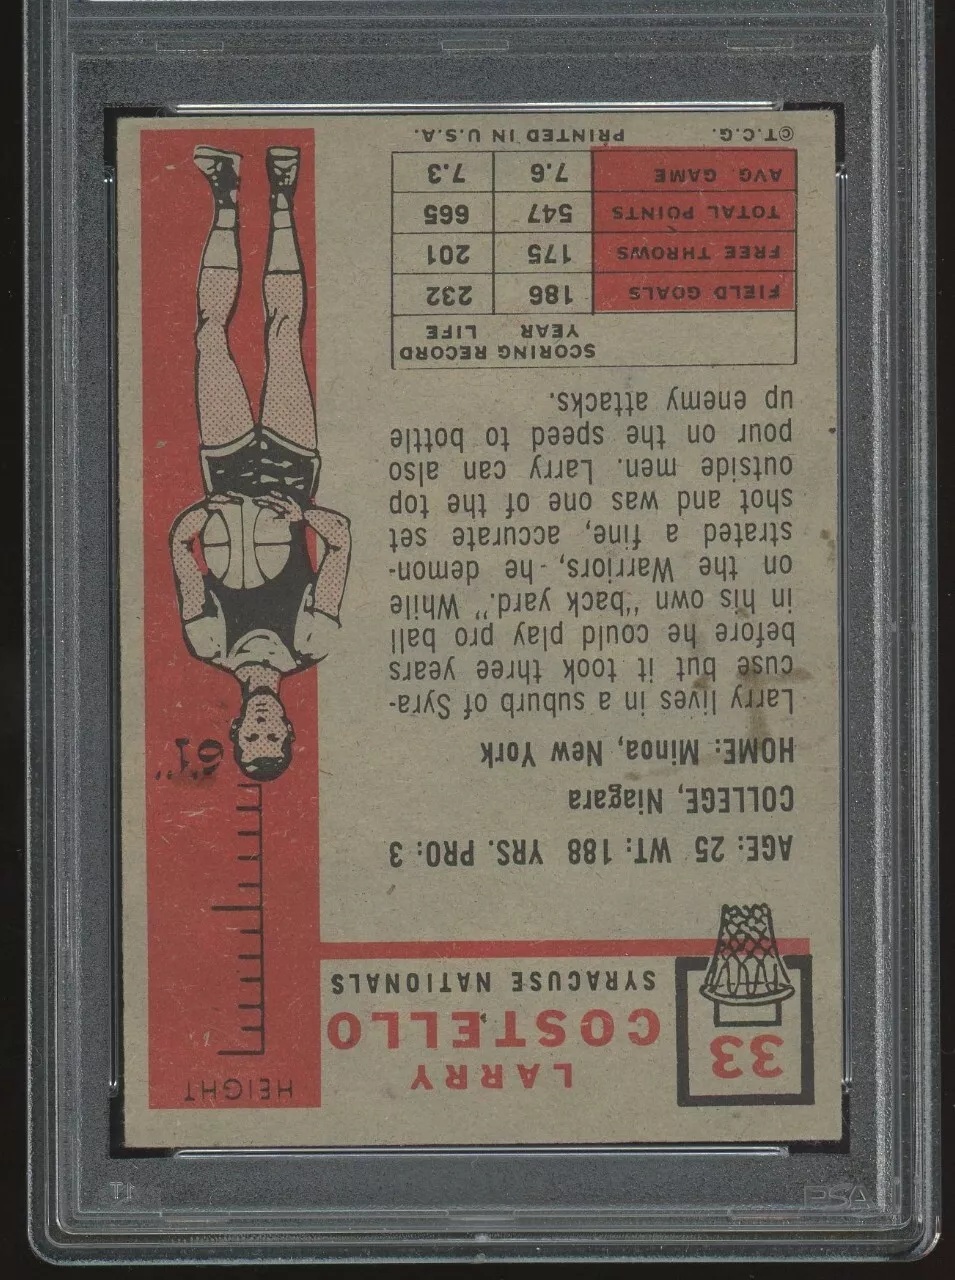 33
LARRY
COSTELLO
SYRACUSE NATIONALS
HEIGHT
6'1"
AGE: 25 WT: 188 YRS. PRO: 3
COLLEGE, Niagara
HOME: Minoa, New York
Larry lives in a suburb of Syra-
cuse but it took three years
before he could play pro ball
in his own "back yard." While
on the Warriors, he demon-
strated a fine, accurate set
shot and was one of the top
outside men. Larry can also
pour on the speed to bottle
up enemy attacks.
SCORING RECORD
YEAR LIFE
FIELD GOALS 186 232
FREE THROWS 175 201
TOTAL POINTS 547 665
AVG. GAME 7.6 7.3
©T.C.G. PRINTED IN U.S.A.
PSA